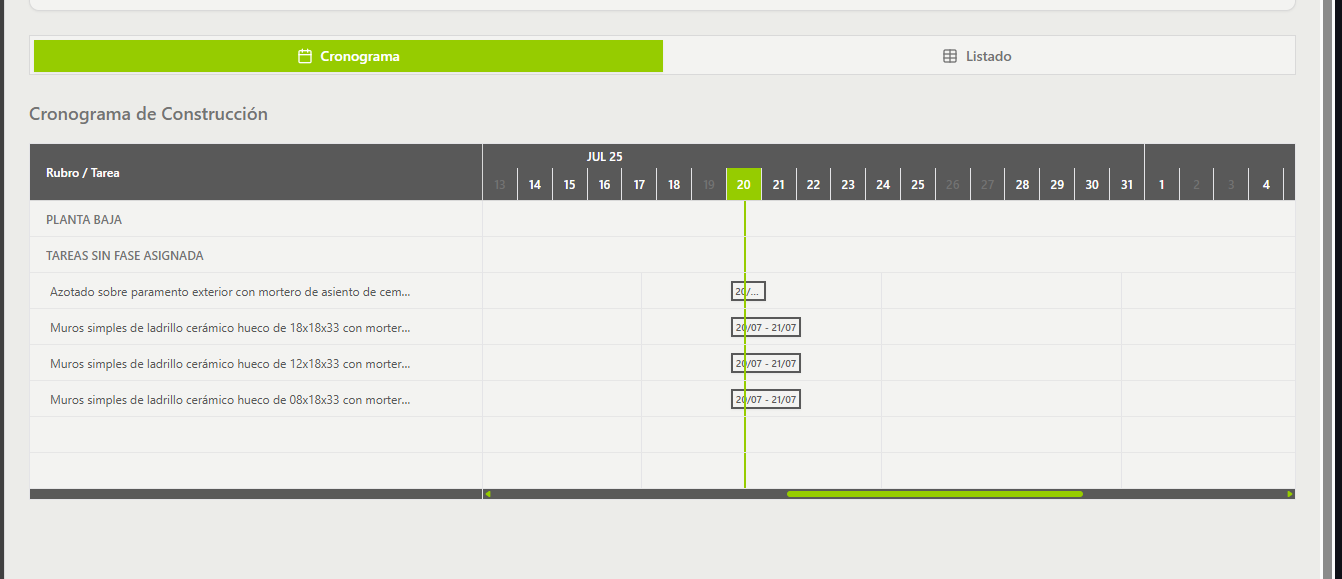 Cronograma
Listado
Cronograma de Construcción
Rubro / Tarea
JUL 25
13 14 15 16 17 18 19 20 21 22 23 24 25 26 27 28 29 30 31 1 2 3 4
PLANTA BAJA
TAREAS SIN FASE ASIGNADA
Azotado sobre paramento exterior con mortero de asiento de cem...
20/...
Muros simples de ladrillo cerámico hueco de 18x18x33 con morter...
20/07 - 21/07
Muros simples de ladrillo cerámico hueco de 12x18x33 con morter...
20/07 - 21/07
Muros simples de ladrillo cerámico hueco de 08x18x33 con morter...
20/07 - 21/07